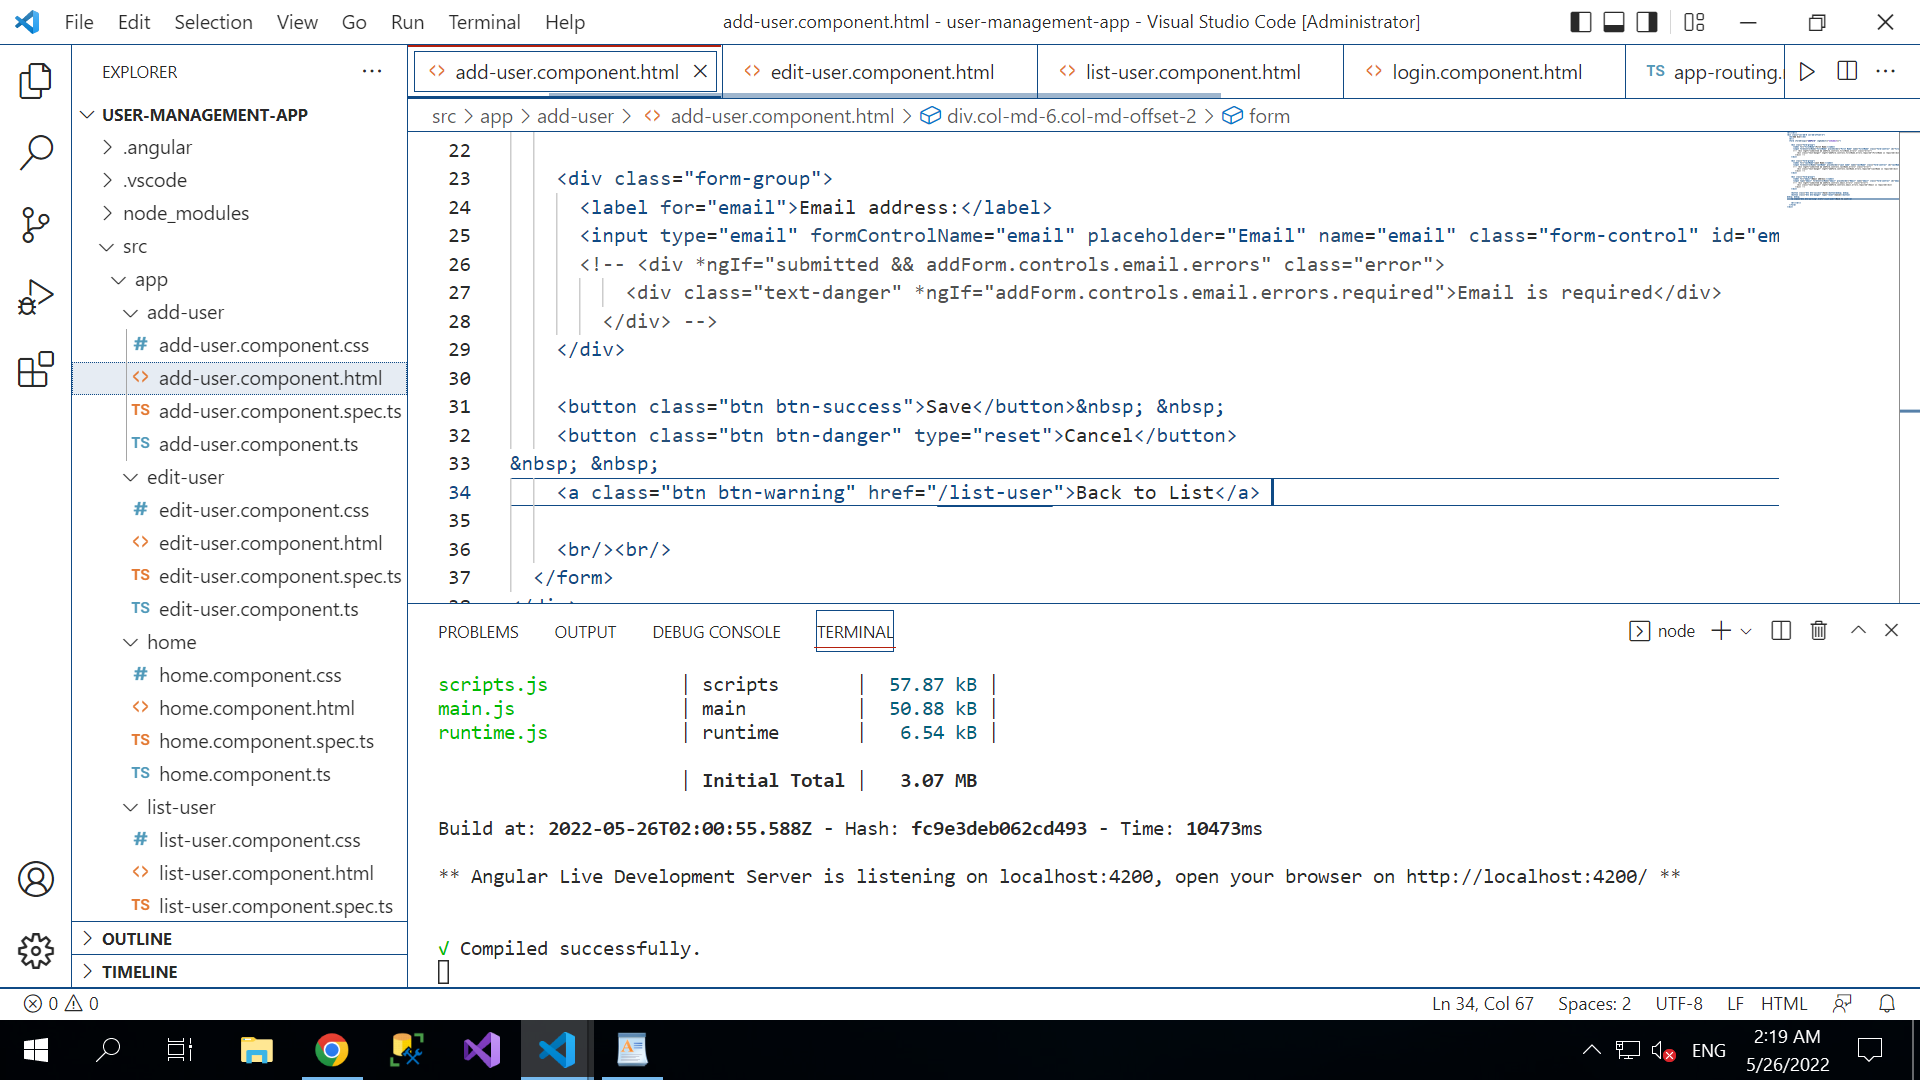 File Edit Selection View Go Run Terminal Help
add-user.component.html - user-management-app - Visual Studio Code [Administrator]
EXPLORER
USER-MANAGEMENT-APP
.angular
.vscode
node_modules
src
app
add-user
# add-user.component.css
<> add-user.component.html
TS add-user.component.spec.ts
TS add-user.component.ts
edit-user
# edit-user.component.css
<> edit-user.component.html
TS edit-user.component.spec.ts
TS edit-user.component.ts
home
# home.component.css
<> home.component.html
TS home.component.spec.ts
TS home.component.ts
list-user
# list-user.component.css
<> list-user.component.html
TS list-user.component.spec.ts
OUTLINE
TIMELINE
<> add-user.component.html
<> edit-user.component.html
<> list-user.component.html
<> login.component.html
TS app-routing.
src > app > add-user > <> add-user.component.html > div.col-md-6.col-md-offset-2 > form
22
23 <div class="form-group">
24 <label for="email">Email address:</label>
25 <input type="email" formControlName="email" placeholder="Email" name="email" class="form-control" id="em
26 <!-- <div *ngIf="submitted && addForm.controls.email.errors" class="error">
27 <div class="text-danger" *ngIf="addForm.controls.email.errors.required">Email is required</div>
28 </div> -->
29 </div>
30
31 <button class="btn btn-success">Save</button>&nbsp; &nbsp;
32 <button class="btn btn-danger" type="reset">Cancel</button>
33 &nbsp; &nbsp;
34 <a class="btn btn-warning" href="/list-user">Back to List</a>
35
36 <br/><br/>
37 </form>
PROBLEMS OUTPUT DEBUG CONSOLE TERMINAL
node
scripts.js | scripts | 57.87 kB |
main.js | main | 50.88 kB |
runtime.js | runtime | 6.54 kB |
| Initial Total | 3.07 MB
Build at: 2022-05-26T02:00:55.588Z - Hash: fc9e3deb062cd493 - Time: 10473ms
** Angular Live Development Server is listening on localhost:4200, open your browser on http://localhost:4200/ **
√ Compiled successfully.
0 0
Ln 34, Col 67 Spaces: 2 UTF-8 LF HTML
ENG
2:19 AM
5/26/2022